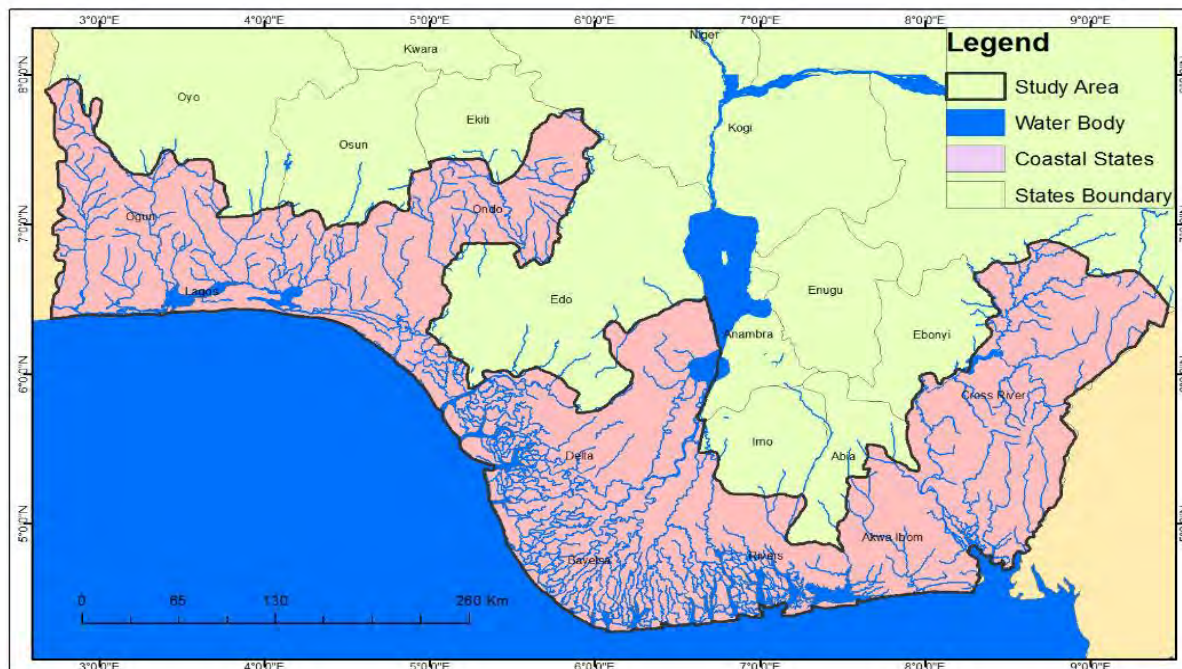 3°0'0"E 4°0'0"E 5°0'0"E 6°0'0"E 7°0'0"E 8°0'0"E 9°0'0"E
Niger
Legend
Kwara
8°0'0"N
Study Area
Oyo
Water Body
Ekiti
Kogi
Osun
Coastal States
States Boundary
Ogun
Ondo
7°0'0"N
Lagos
Edo
Enugu
Anambra
Ebonyi
6°0'0"N
Cross River
Delta
Imo
Abia
5°0'0"N
Akwa Ibom
Bayelsa
Rivers
0 65 130 260 Km
3°0'0"E 4°0'0"E 5°0'0"E 6°0'0"E 7°0'0"E 8°0'0"E 9°0'0"E